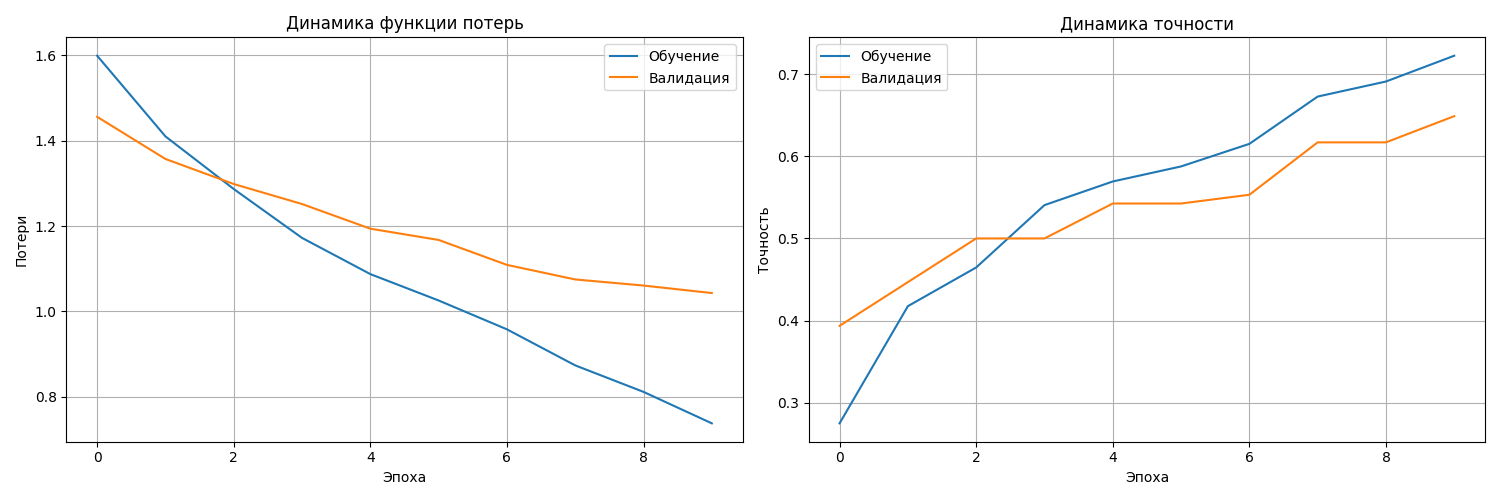 Динамика функции потерь
Обучение
Валидация
1.6
1.4
1.2
1.0
0.8
Потери
0
2
4
6
8
Эпоха
Динамика точности
Обучение
Валидация
0.7
0.6
0.5
0.4
0.3
Точность
0
2
4
6
8
Эпоха